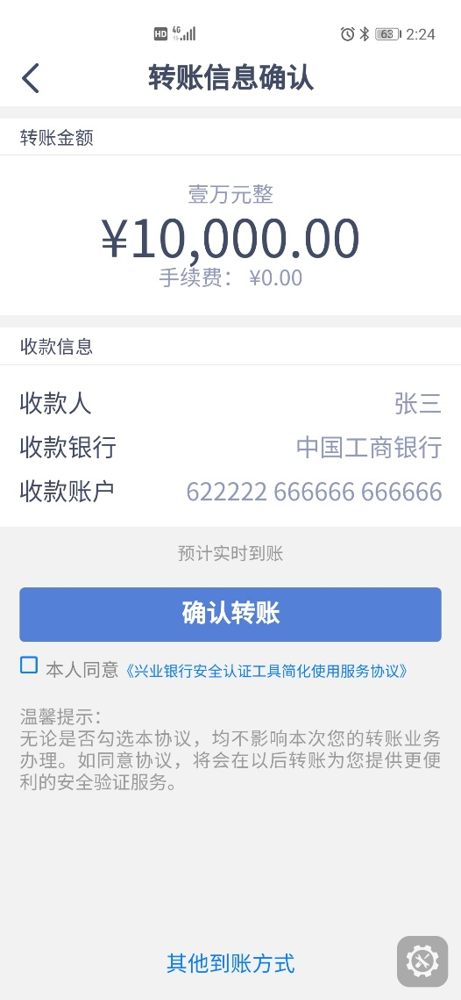 HD 4G 63 2:24
转账信息确认
转账金额
壹万元整
¥10,000.00
手续费： ¥0.00
收款信息
收款人 张三
收款银行 中国工商银行
收款账户 622222 666666 666666
预计实时到账
确认转账
本人同意《兴业银行安全认证工具简化使用服务协议》
温馨提示：
无论是否勾选本协议，均不影响本次您的转账业务
办理。如同意协议，将会在以后转账为您提供更便
利的安全验证服务。
其他到账方式